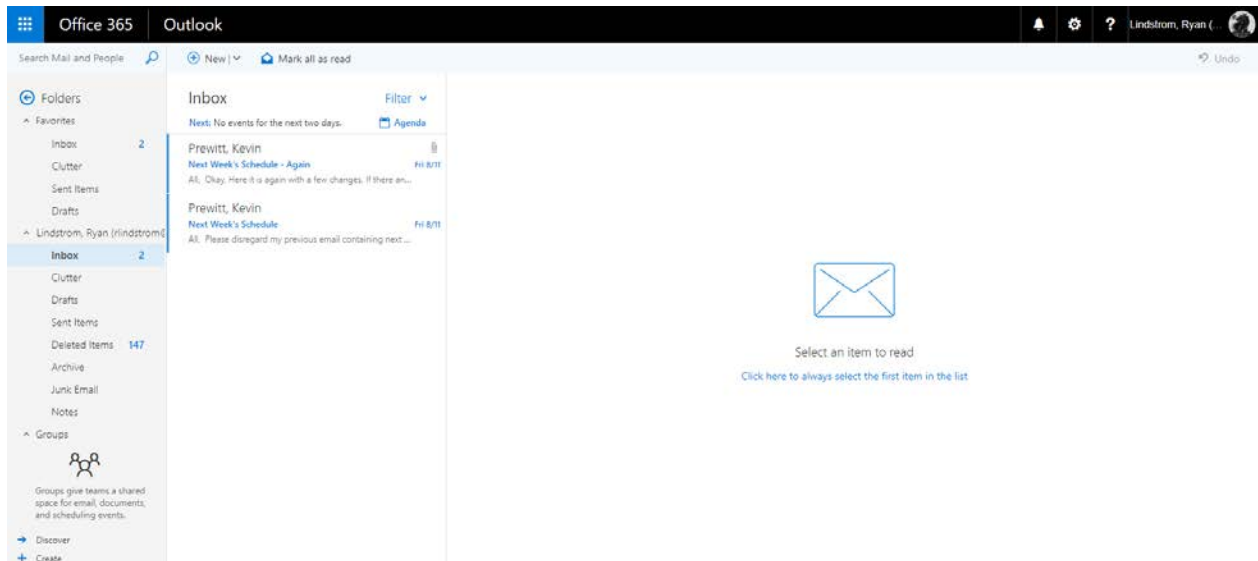 Office 365 Outlook Lindstrom, Ryan (...
Search Mail and People New Mark all as read Undo
Folders
Favorites
Inbox 2
Clutter
Sent Items
Drafts
Lindstrom, Ryan (rlindstrom@
Inbox 2
Clutter
Drafts
Sent Items
Deleted Items 147
Archive
Junk Email
Notes
Groups
Groups give teams a shared
space for email, documents,
and scheduling events.
Discover
Create
Inbox Filter
Next: No events for the next two days. Agenda
Prewitt, Kevin
Next Week's Schedule - Again Fri 8/11
All, Okay. Here it is again with a few changes. If there an...
Prewitt, Kevin
Next Week's Schedule Fri 8/11
All, Please disregard my previous email containing next ...
Select an item to read
Click here to always select the first item in the list